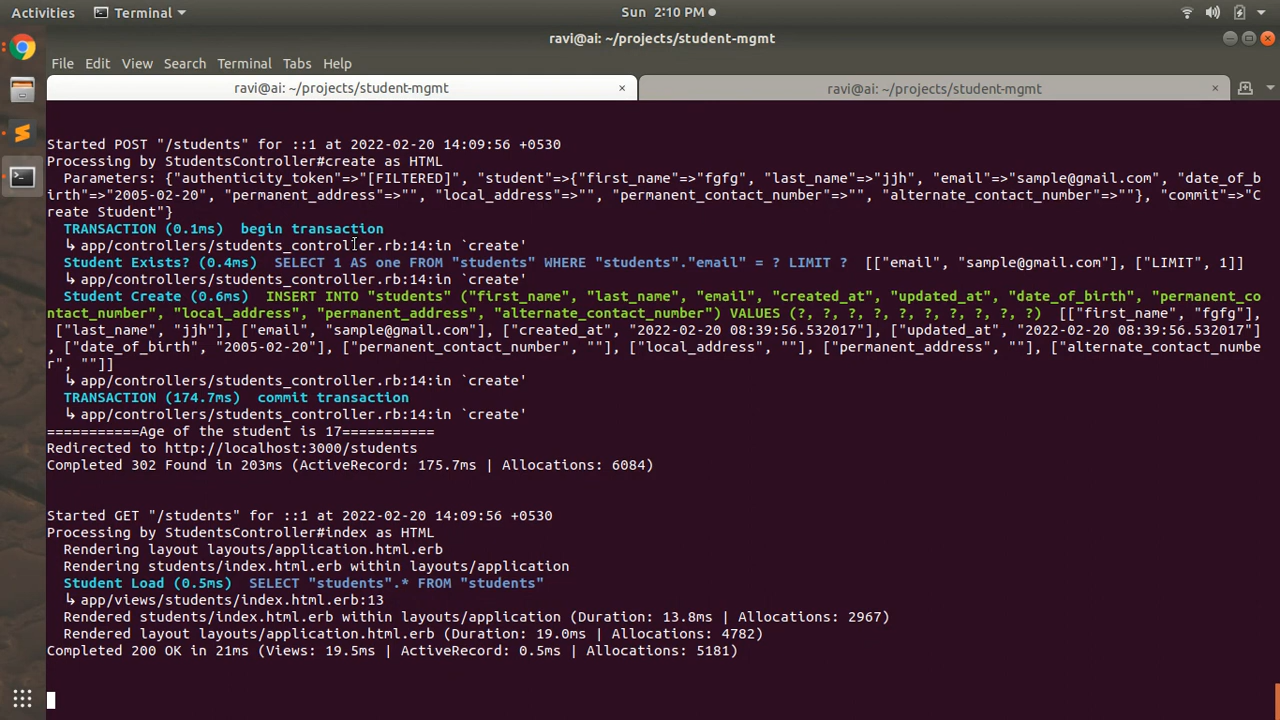 Activities Terminal Sun 2:10 PM
ravi@ai: ~/projects/student-mgmt
File Edit View Search Terminal Tabs Help
ravi@ai: ~/projects/student-mgmt × ravi@ai: ~/projects/student-mgmt ×
Started POST "/students" for ::1 at 2022-02-20 14:09:56 +0530
Processing by StudentsController#create as HTML
  Parameters: {"authenticity_token"=>"[FILTERED]", "student"=>{"first_name"=>"fgfg", "last_name"=>"jjh", "email"=>"sample@gmail.com", "date_of_b
irth"=>"2005-02-20", "permanent_address"=>"", "local_address"=>"", "permanent_contact_number"=>"", "alternate_contact_number"=>""}, "commit"=>"C
reate Student"}
  TRANSACTION (0.1ms)  begin transaction
  ↳ app/controllers/students_controller.rb:14:in `create'
  Student Exists? (0.4ms)  SELECT 1 AS one FROM "students" WHERE "students"."email" = ? LIMIT ?  [["email", "sample@gmail.com"], ["LIMIT", 1]]
  ↳ app/controllers/students_controller.rb:14:in `create'
  Student Create (0.6ms)  INSERT INTO "students" ("first_name", "last_name", "email", "created_at", "updated_at", "date_of_birth", "permanent_co
ntact_number", "local_address", "permanent_address", "alternate_contact_number") VALUES (?, ?, ?, ?, ?, ?, ?, ?, ?, ?)  [["first_name", "fgfg"],
 ["last_name", "jjh"], ["email", "sample@gmail.com"], ["created_at", "2022-02-20 08:39:56.532017"], ["updated_at", "2022-02-20 08:39:56.532017"]
, ["date_of_birth", "2005-02-20"], ["permanent_contact_number", ""], ["local_address", ""], ["permanent_address", ""], ["alternate_contact_numbe
r", ""]]
  ↳ app/controllers/students_controller.rb:14:in `create'
  TRANSACTION (174.7ms)  commit transaction
  ↳ app/controllers/students_controller.rb:14:in `create'
===========Age of the student is 17===========
Redirected to http://localhost:3000/students
Completed 302 Found in 203ms (ActiveRecord: 175.7ms | Allocations: 6084)
Started GET "/students" for ::1 at 2022-02-20 14:09:56 +0530
Processing by StudentsController#index as HTML
  Rendering layout layouts/application.html.erb
  Rendering students/index.html.erb within layouts/application
  Student Load (0.5ms)  SELECT "students".* FROM "students"
  ↳ app/views/students/index.html.erb:13
  Rendered students/index.html.erb within layouts/application (Duration: 13.8ms | Allocations: 2967)
  Rendered layout layouts/application.html.erb (Duration: 19.0ms | Allocations: 4782)
Completed 200 OK in 21ms (Views: 19.5ms | ActiveRecord: 0.5ms | Allocations: 5181)